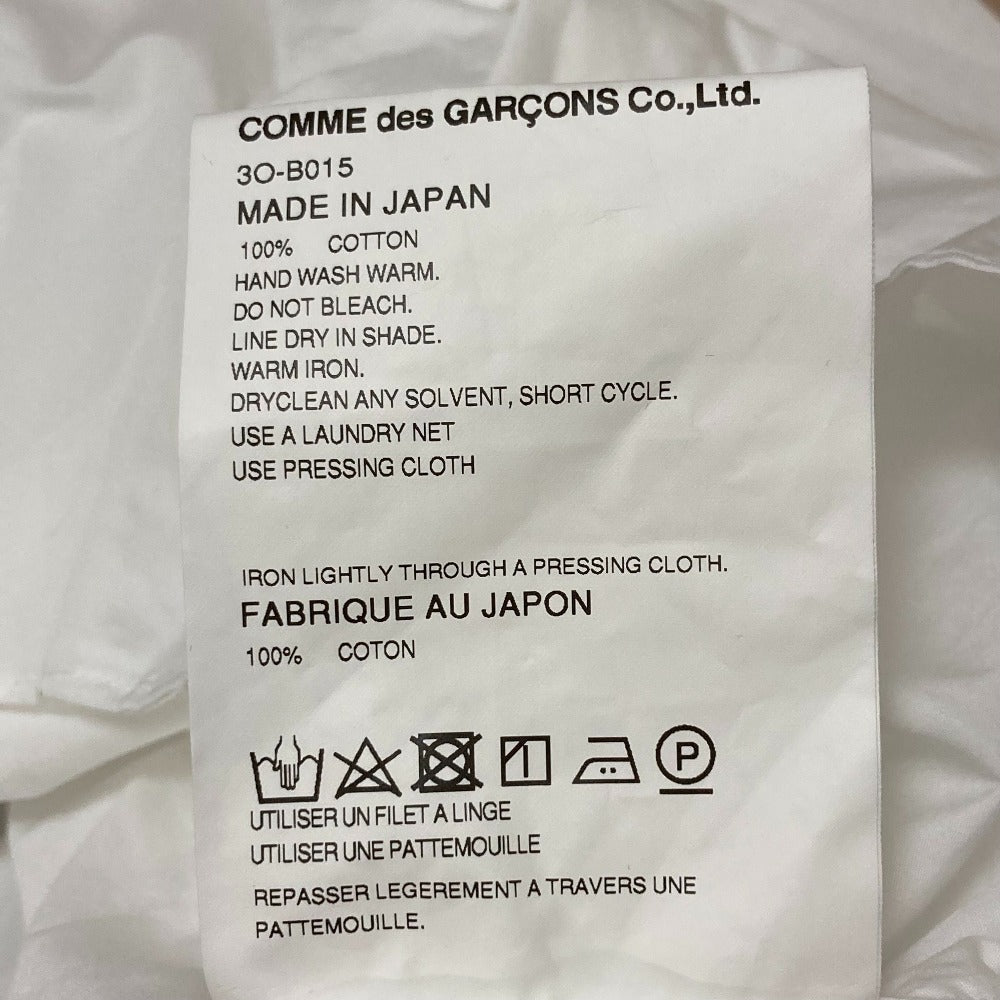 COMME des GARÇONS Co.,Ltd.
3O-B015
MADE IN JAPAN
100% COTTON
HAND WASH WARM.
DO NOT BLEACH.
LINE DRY IN SHADE.
WARM IRON.
DRYCLEAN ANY SOLVENT, SHORT CYCLE.
USE A LAUNDRY NET
USE PRESSING CLOTH
IRON LIGHTLY THROUGH A PRESSING CLOTH.
FABRIQUE AU JAPON
100% COTON
P
UTILISER UN FILET A LINGE
UTILISER UNE PATTEMOUILLE
REPASSER LEGEREMENT A TRAVERS UNE
PATTEMOUILLE.